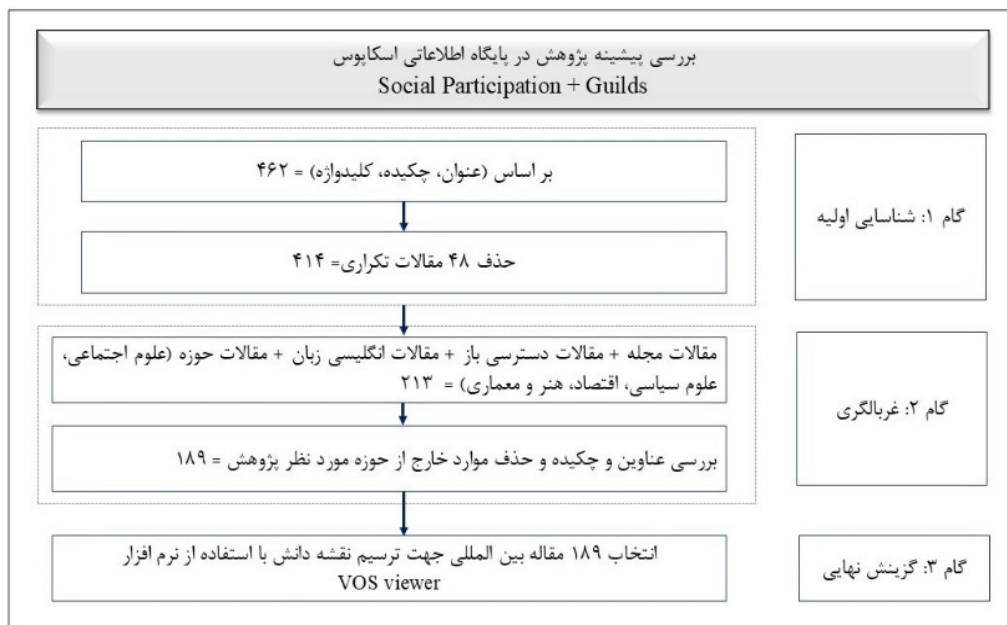 بررسی پیشینه پژوهش در پایگاه اطلاعاتی اسکاپوس
Social Participation + Guilds
گام ۱: شناسایی اولیه
بر اساس (عنوان، چکیده، کلیدواژه) = ۴۶۲
حذف ۴۸ مقالات تکراری= ۴۱۴
گام ۲: غربالگری
مقالات مجله + مقالات دسترسی باز + مقالات انگلیسی زبان + مقالات حوزه (علوم اجتماعی،
علوم سیاسی، اقتصاد، هنر و معماری) = ۲۱۳
بررسی عناوین و چکیده و حذف موارد خارج از حوزه مورد نظر پژوهش = ۱۸۹
گام ۳: گزینش نهایی
انتخاب ۱۸۹ مقاله بین المللی جهت ترسیم نقشه دانش با استفاده از نرم افزار
VOS viewer